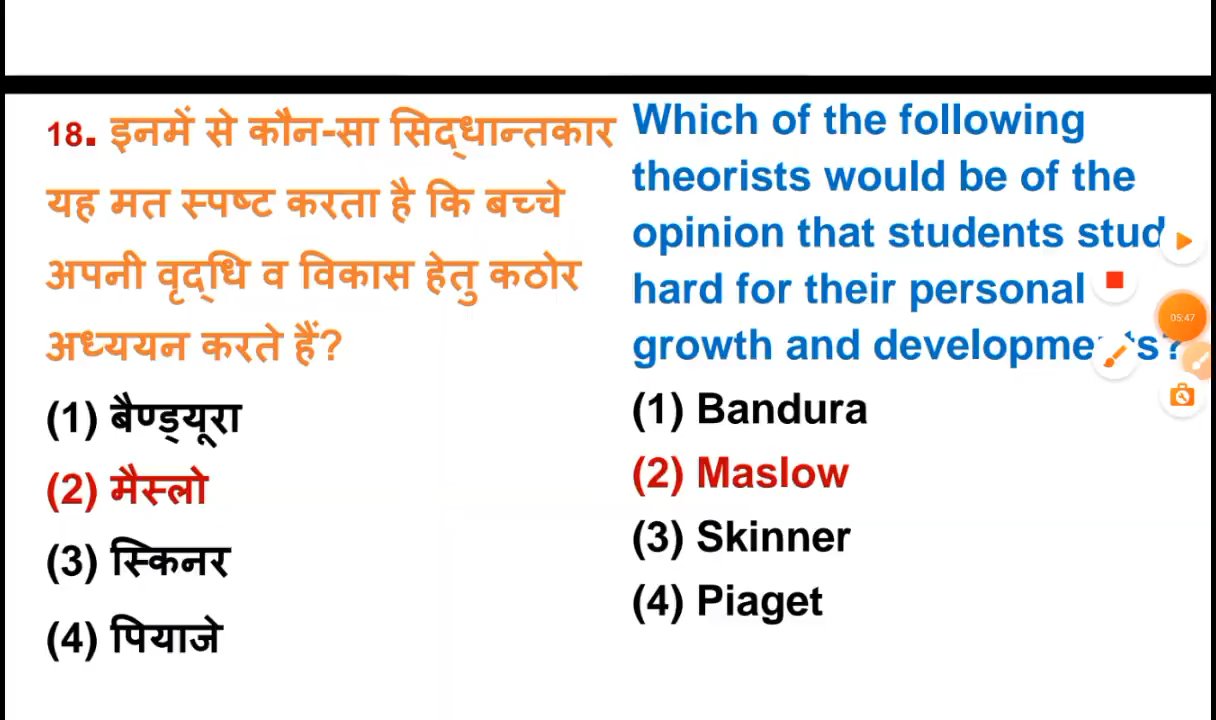 18. इनमें से कौन-सा सिद्धान्तकार
यह मत स्पष्ट करता है कि बच्चे
अपनी वृद्धि व विकास हेतु कठोर
अध्ययन करते हैं?
(1) बैण्ड्यूरा
(2) मैस्लो
(3) स्किनर
(4) पियाजे
Which of the following
theorists would be of the
opinion that students stud
hard for their personal
growth and
(1) Bandura
(2) Maslow
(3) Skinner
(4) Piaget
05:47